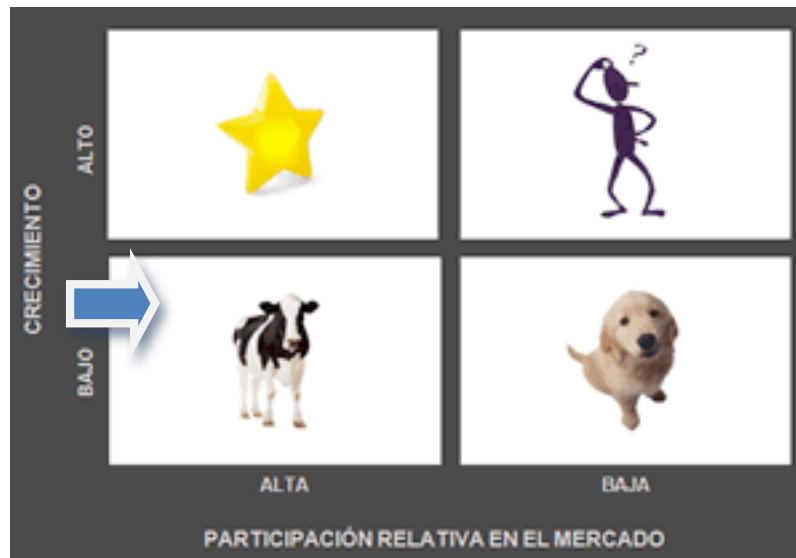 ?
ALTO
CRECIMIENTO
BAJO
ALTA
BAJA
PARTICIPACIÓN RELATIVA EN EL MERCADO